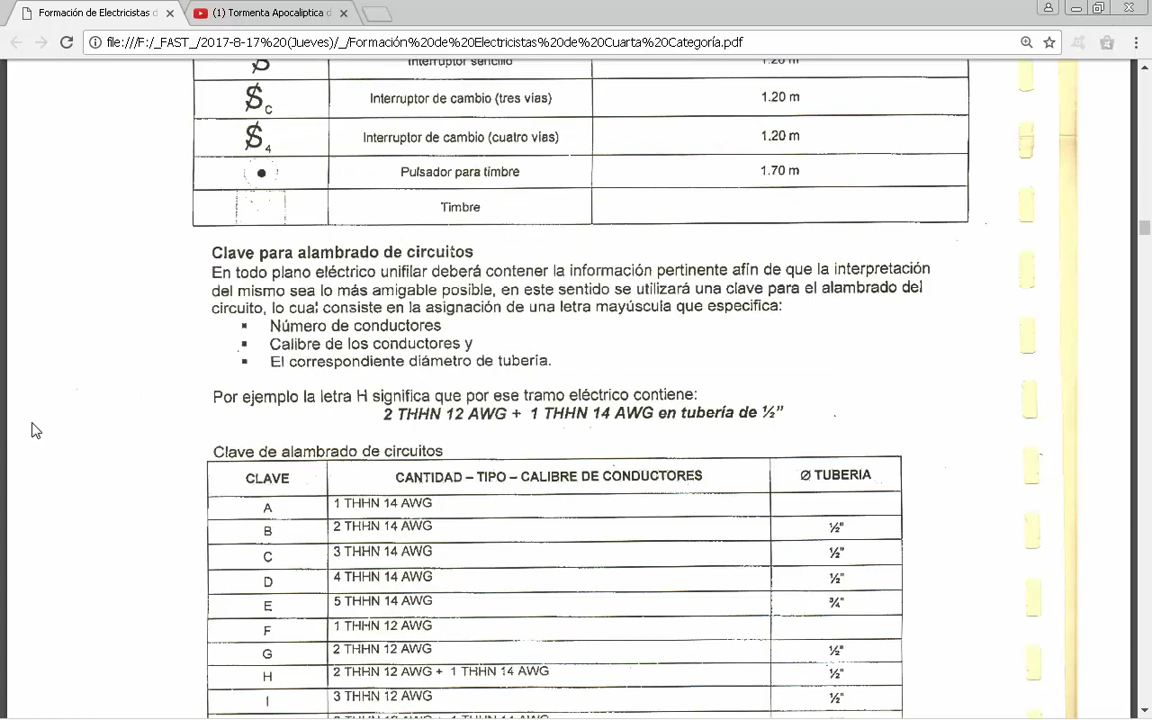 Formación de Electricistas d
(1) Tormenta Apocaliptica d
file:///F:/_FAST_/2017-8-17%20(Jueves)/_/Formación%20de%20Electricistas%20de%20Cuarta%20Categoría.pdf
$ Interruptor sencillo 1.20 m
$C Interruptor de cambio (tres vias) 1.20 m
$4 Interruptor de cambio (cuatro vias) 1.20 m
Pulsador para timbre 1.70 m
Timbre
Clave para alambrado de circuitos
En todo plano eléctrico unifilar deberá contener la información pertinente afín de que la interpretación
del mismo sea lo más amigable posible, en este sentido se utilizará una clave para el alambrado del
circuito, lo cual consiste en la asignación de una letra mayúscula que especifica:
▪ Número de conductores
▪ Calibre de los conductores y
▪ El correspondiente diámetro de tubería.
Por ejemplo la letra H significa que por ese tramo eléctrico contiene:
2 THHN 12 AWG + 1 THHN 14 AWG en tubería de ½"
Clave de alambrado de circuitos
CLAVE CANTIDAD – TIPO – CALIBRE DE CONDUCTORES Ø TUBERIA
A 1 THHN 14 AWG
B 2 THHN 14 AWG ½"
C 3 THHN 14 AWG ½"
D 4 THHN 14 AWG ½"
E 5 THHN 14 AWG ¾"
F 1 THHN 12 AWG
G 2 THHN 12 AWG ½"
H 2 THHN 12 AWG + 1 THHN 14 AWG ½"
I 3 THHN 12 AWG ½"